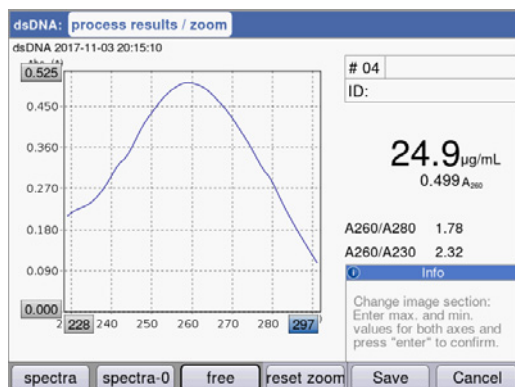 dsDNA: process results / zoom
dsDNA 2017-11-03 20:15:10
0.525
0.450
0.360
0.270
0.180
0.090
0.000
228 240 250 260 270 280 297
# 04
ID:
24.9 µg/mL
0.499 A260
A260/A280 1.78
A260/A230 2.32
Info
Change image section:
Enter max. and min.
values for both axes and
press "enter" to confirm.
spectra spectra-0 free reset zoom Save Cancel